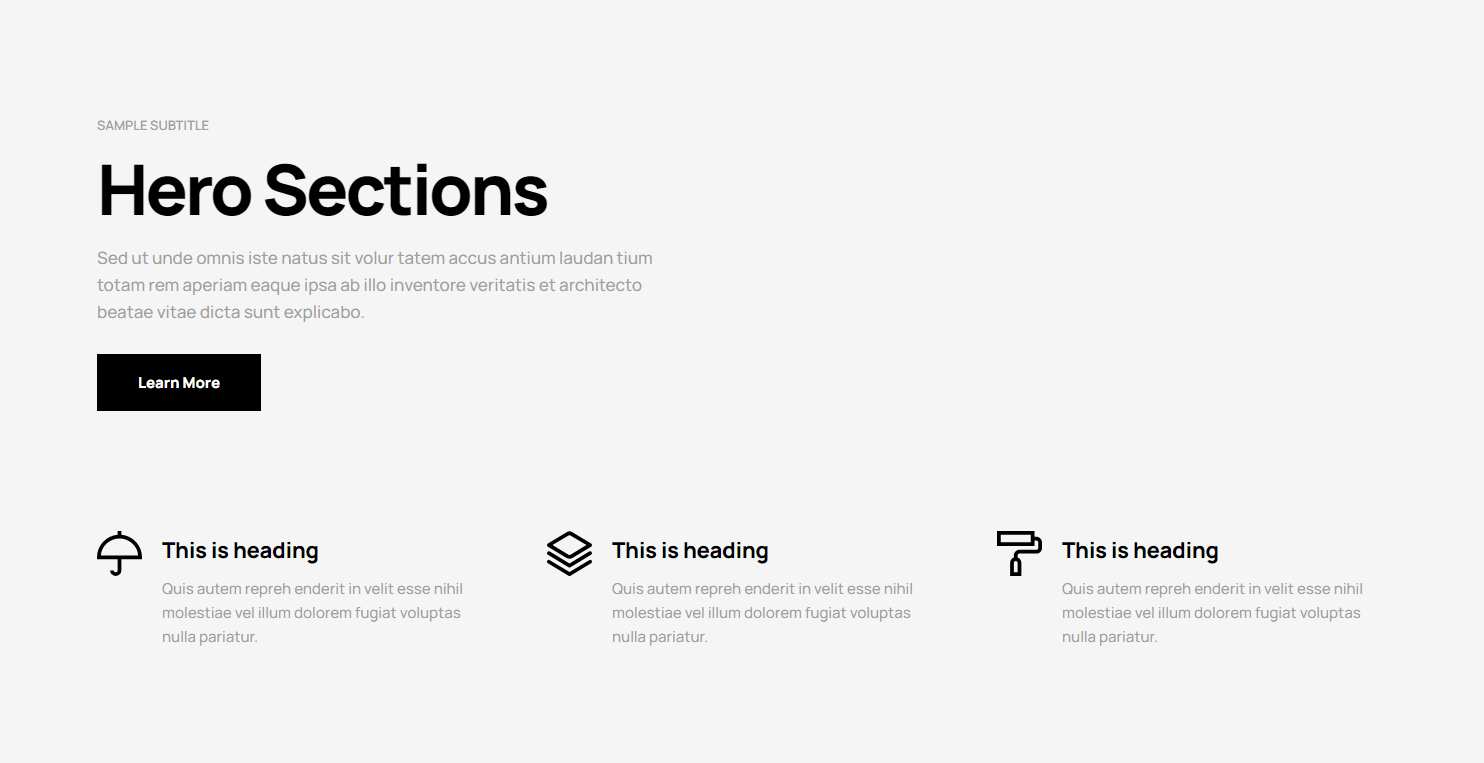 SAMPLE SUBTITLE
Hero Sections
Sed ut unde omnis iste natus sit volur tatem accus antium laudan tium
totam rem aperiam eaque ipsa ab illo inventore veritatis et architecto
beatae vitae dicta sunt explicabo.
Learn More
This is heading
Quis autem repreh enderit in velit esse nihil
molestiae vel illum dolorem fugiat voluptas
nulla pariatur.
This is heading
Quis autem repreh enderit in velit esse nihil
molestiae vel illum dolorem fugiat voluptas
nulla pariatur.
This is heading
Quis autem repreh enderit in velit esse nihil
molestiae vel illum dolorem fugiat voluptas
nulla pariatur.